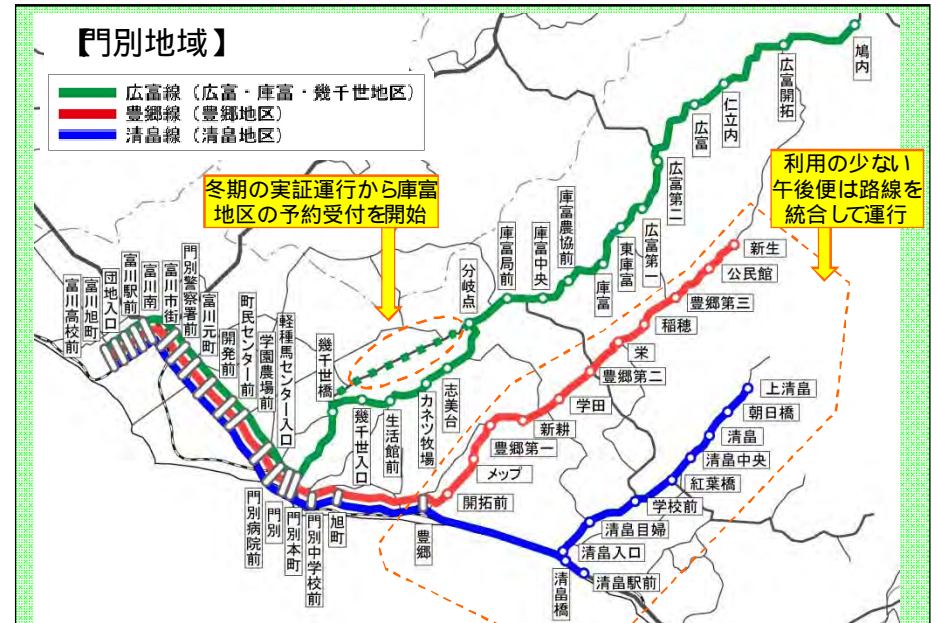 【門別地域】
広富線（広富・庫富・幾千世地区）
豊郷線（豊郷地区）
清畠線（清畠地区）
冬期の実証運行から庫富
地区の予約受付を開始
利用の少ない
午後便は路線を
統合して運行
鳩内
広富開拓
仁立内
広富
広富第二
広富第一
東庫富
庫富
庫富農協前
庫富中央
庫富局前
分岐点
志美台
カネツ牧場
生活館前
幾千世入口
幾千世橋
新生
公民館
豊郷第三
稲穂
栄
豊郷第二
学田
新耕
豊郷第一
メップ
開拓前
上清畠
朝日橋
清畠
清畠中央
紅葉橋
学校前
清畠目婦
清畠入口
清畠駅前
清畠橋
富川高校前
富川旭町
団地入口
富川駅前
富川南
富川市街
門別警察署前
富川元町
開発前
町民センター前
学園農場前
軽種馬センター入口
門別病院前
門別
門別本町
門別中学校前
旭町
豊郷